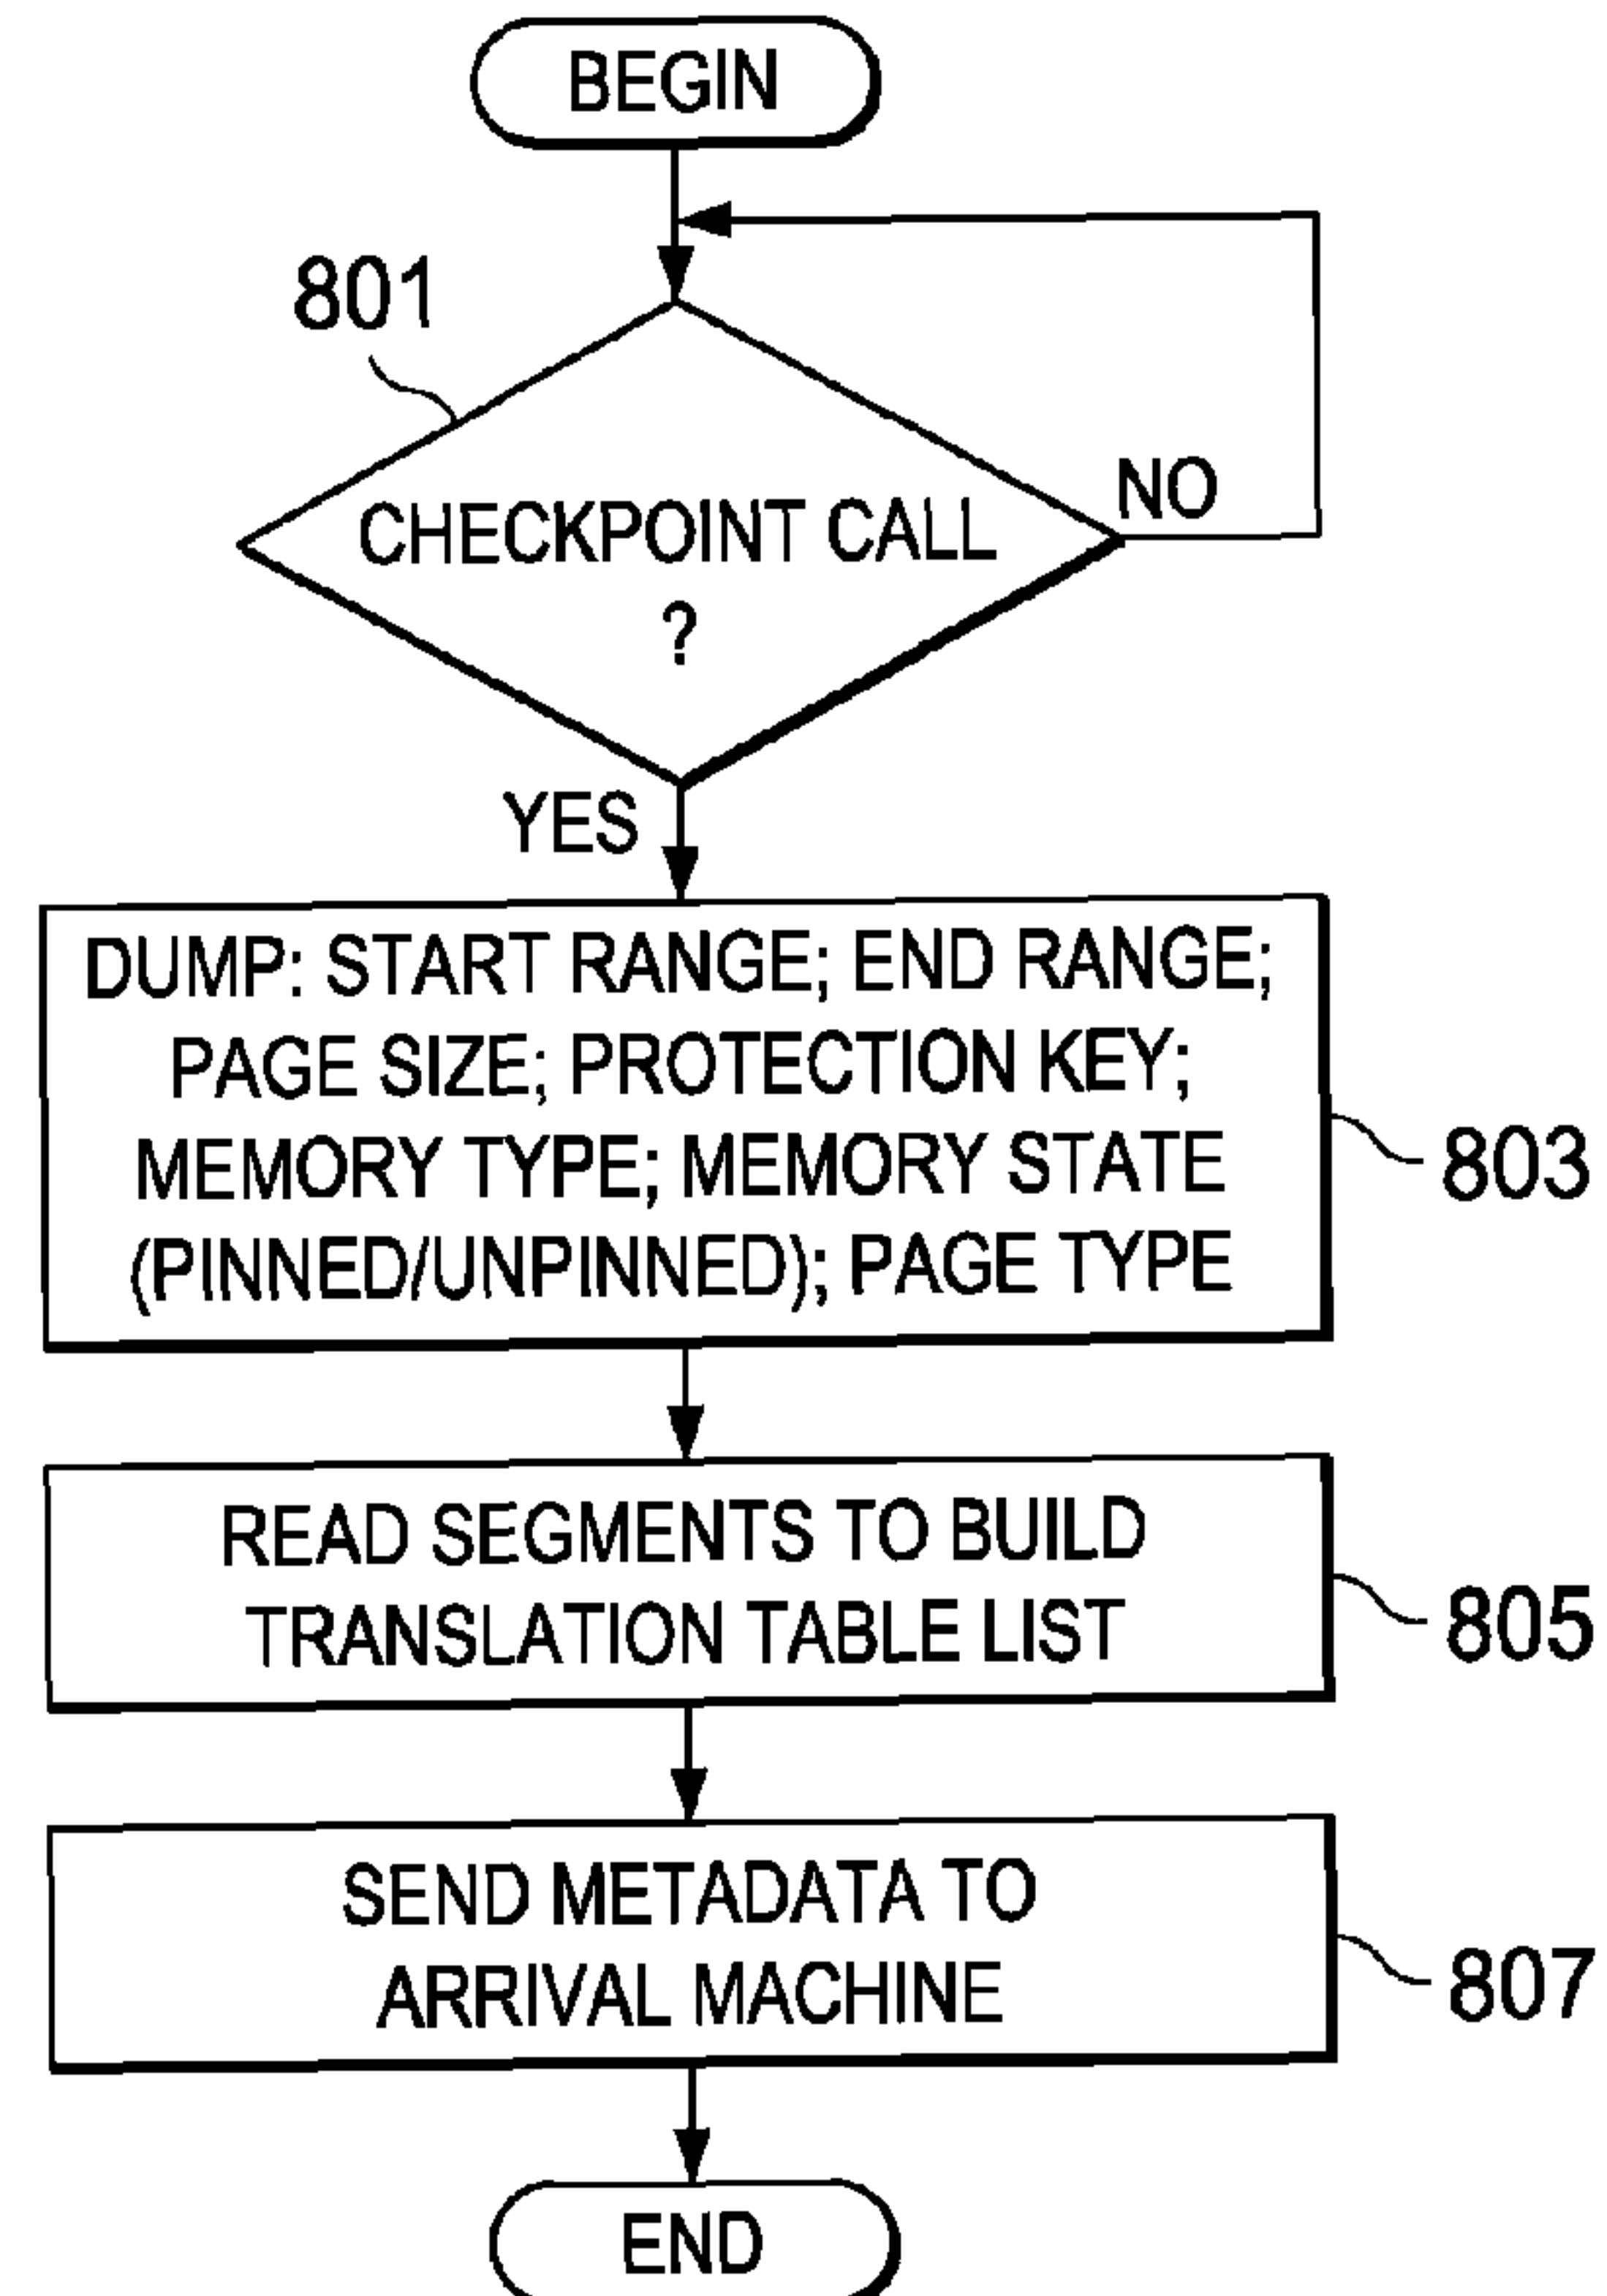 BEGIN
801
CHECKPOINT CALL
?
NO
YES
DUMP: START RANGE; END RANGE;
PAGE SIZE; PROTECTION KEY;
MEMORY TYPE; MEMORY STATE
(PINNED/UNPINNED); PAGE TYPE
803
READ SEGMENTS TO BUILD
TRANSLATION TABLE LIST
805
SEND METADATA TO
ARRIVAL MACHINE
807
END